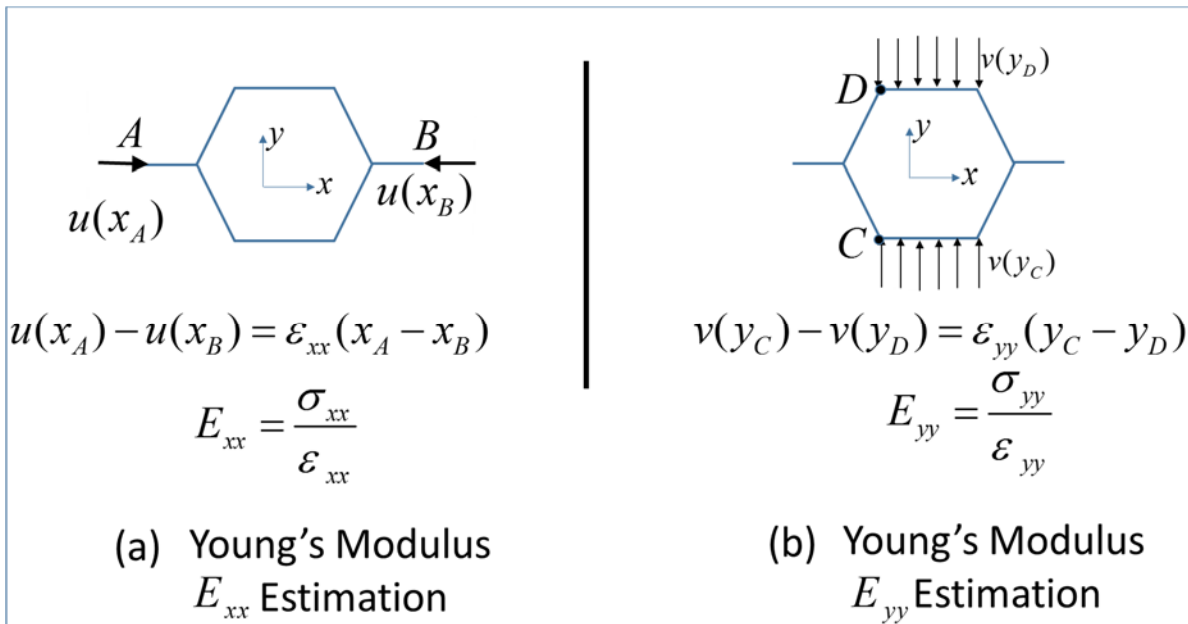 A
y
B
x
u(x_A)
u(x_B)
u(x_A) − u(x_B) = ε_xx(x_A − x_B)
E_xx = σ_xx / ε_xx
(a) Young's Modulus
E_xx Estimation
D
v(y_D)
y
x
C
v(y_C)
v(y_C) − v(y_D) = ε_yy(y_C − y_D)
E_yy = σ_yy / ε_yy
(b) Young's Modulus
E_yy Estimation